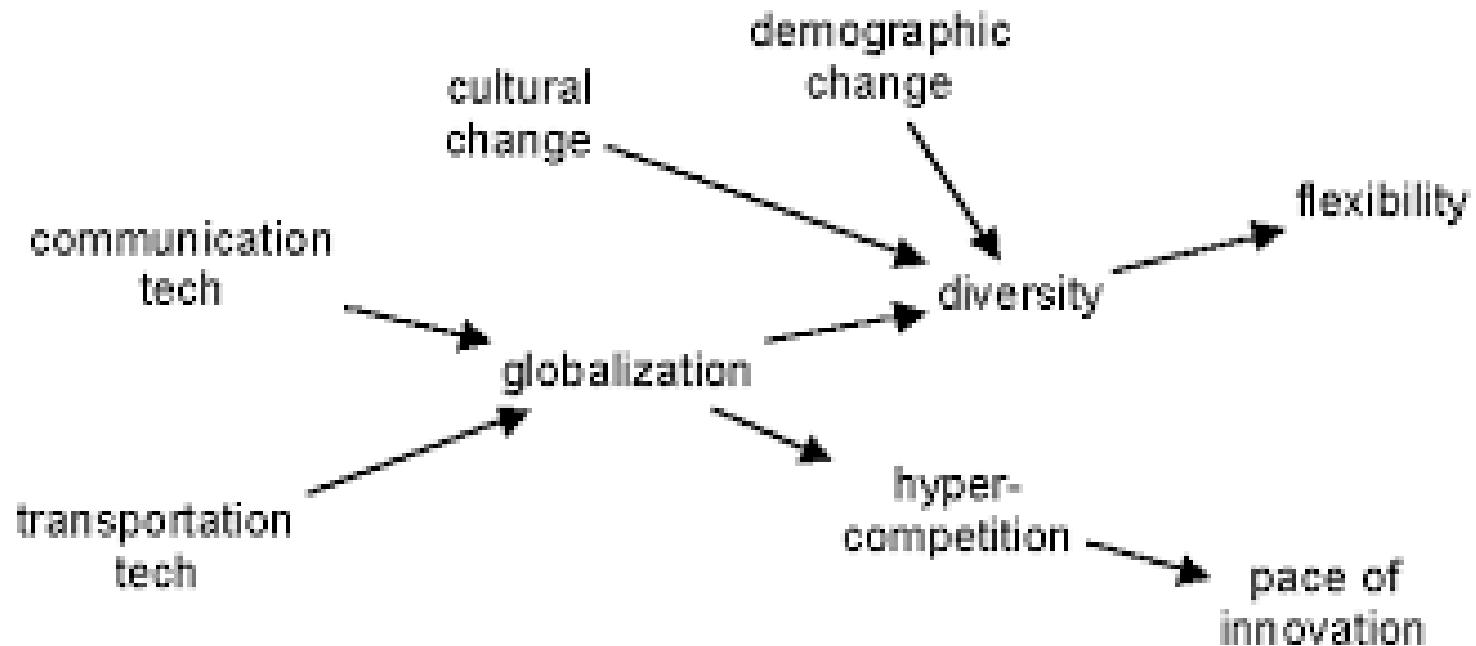 demographic
change
cultural
change
flexibility
communication
tech
diversity
globalization
hyper-
competition
transportation
tech
pace of
innovation